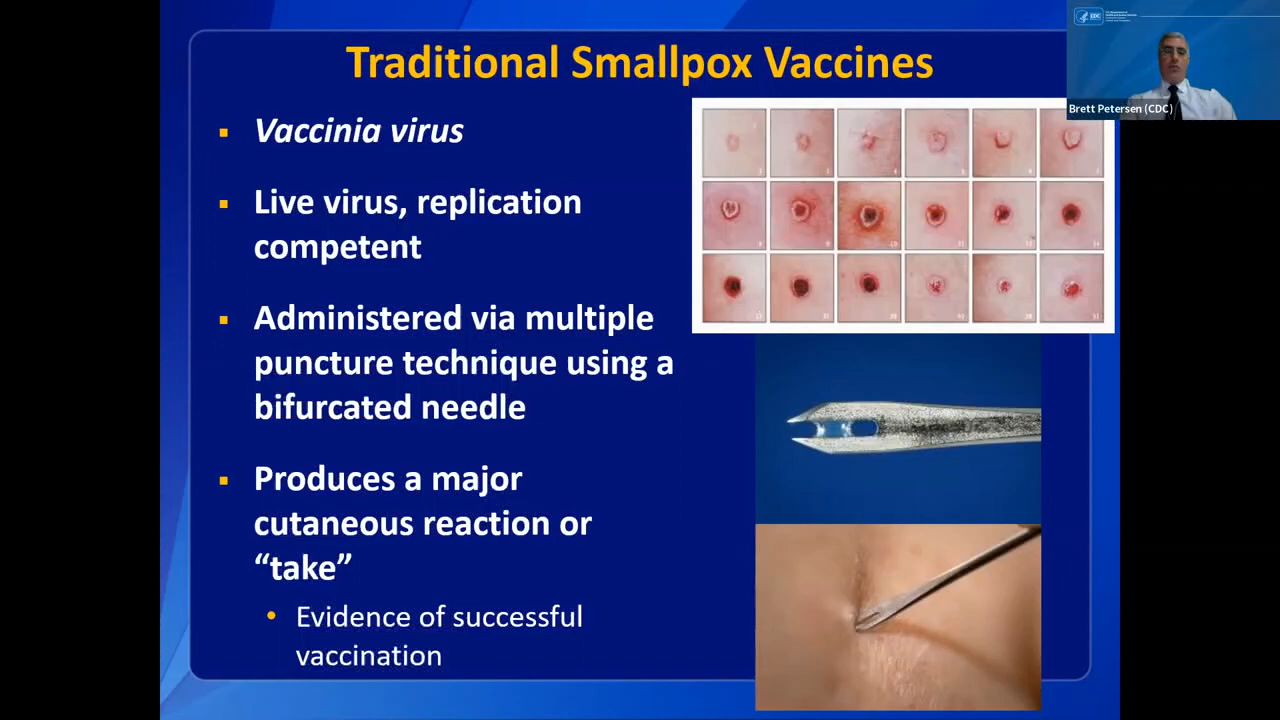 Traditional Smallpox Vaccines
Vaccinia virus
Live virus, replication
competent
Administered via multiple
puncture technique using a
bifurcated needle
Produces a major
cutaneous reaction or
“take”
Evidence of successful
vaccination
CDC
Brett Petersen (CDC)